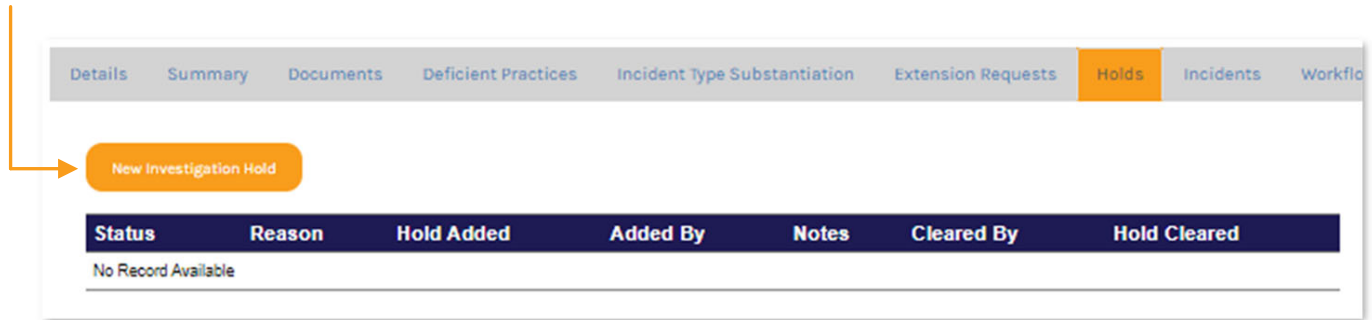 Details Summary Documents Deficient Practices Incident Type Substantiation Extension Requests Holds Incidents Workflo
New Investigation Hold
Status Reason Hold Added Added By Notes Cleared By Hold Cleared
No Record Available